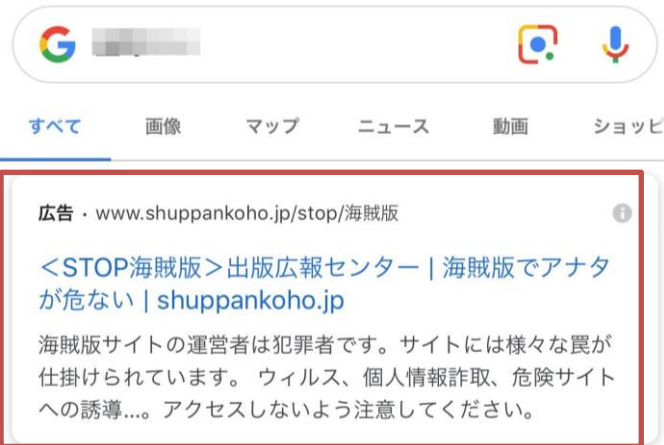 すべて 画像 マップ ニュース 動画 ショッピ
広告・www.shuppankoho.jp/stop/海賊版
＜STOP海賊版＞出版広報センター | 海賊版でアナタ
が危ない | shuppankoho.jp
海賊版サイトの運営者は犯罪者です。サイトには様々な罠が
仕掛けられています。 ウィルス、個人情報詐取、危険サイト
への誘導...。アクセスしないよう注意してください。